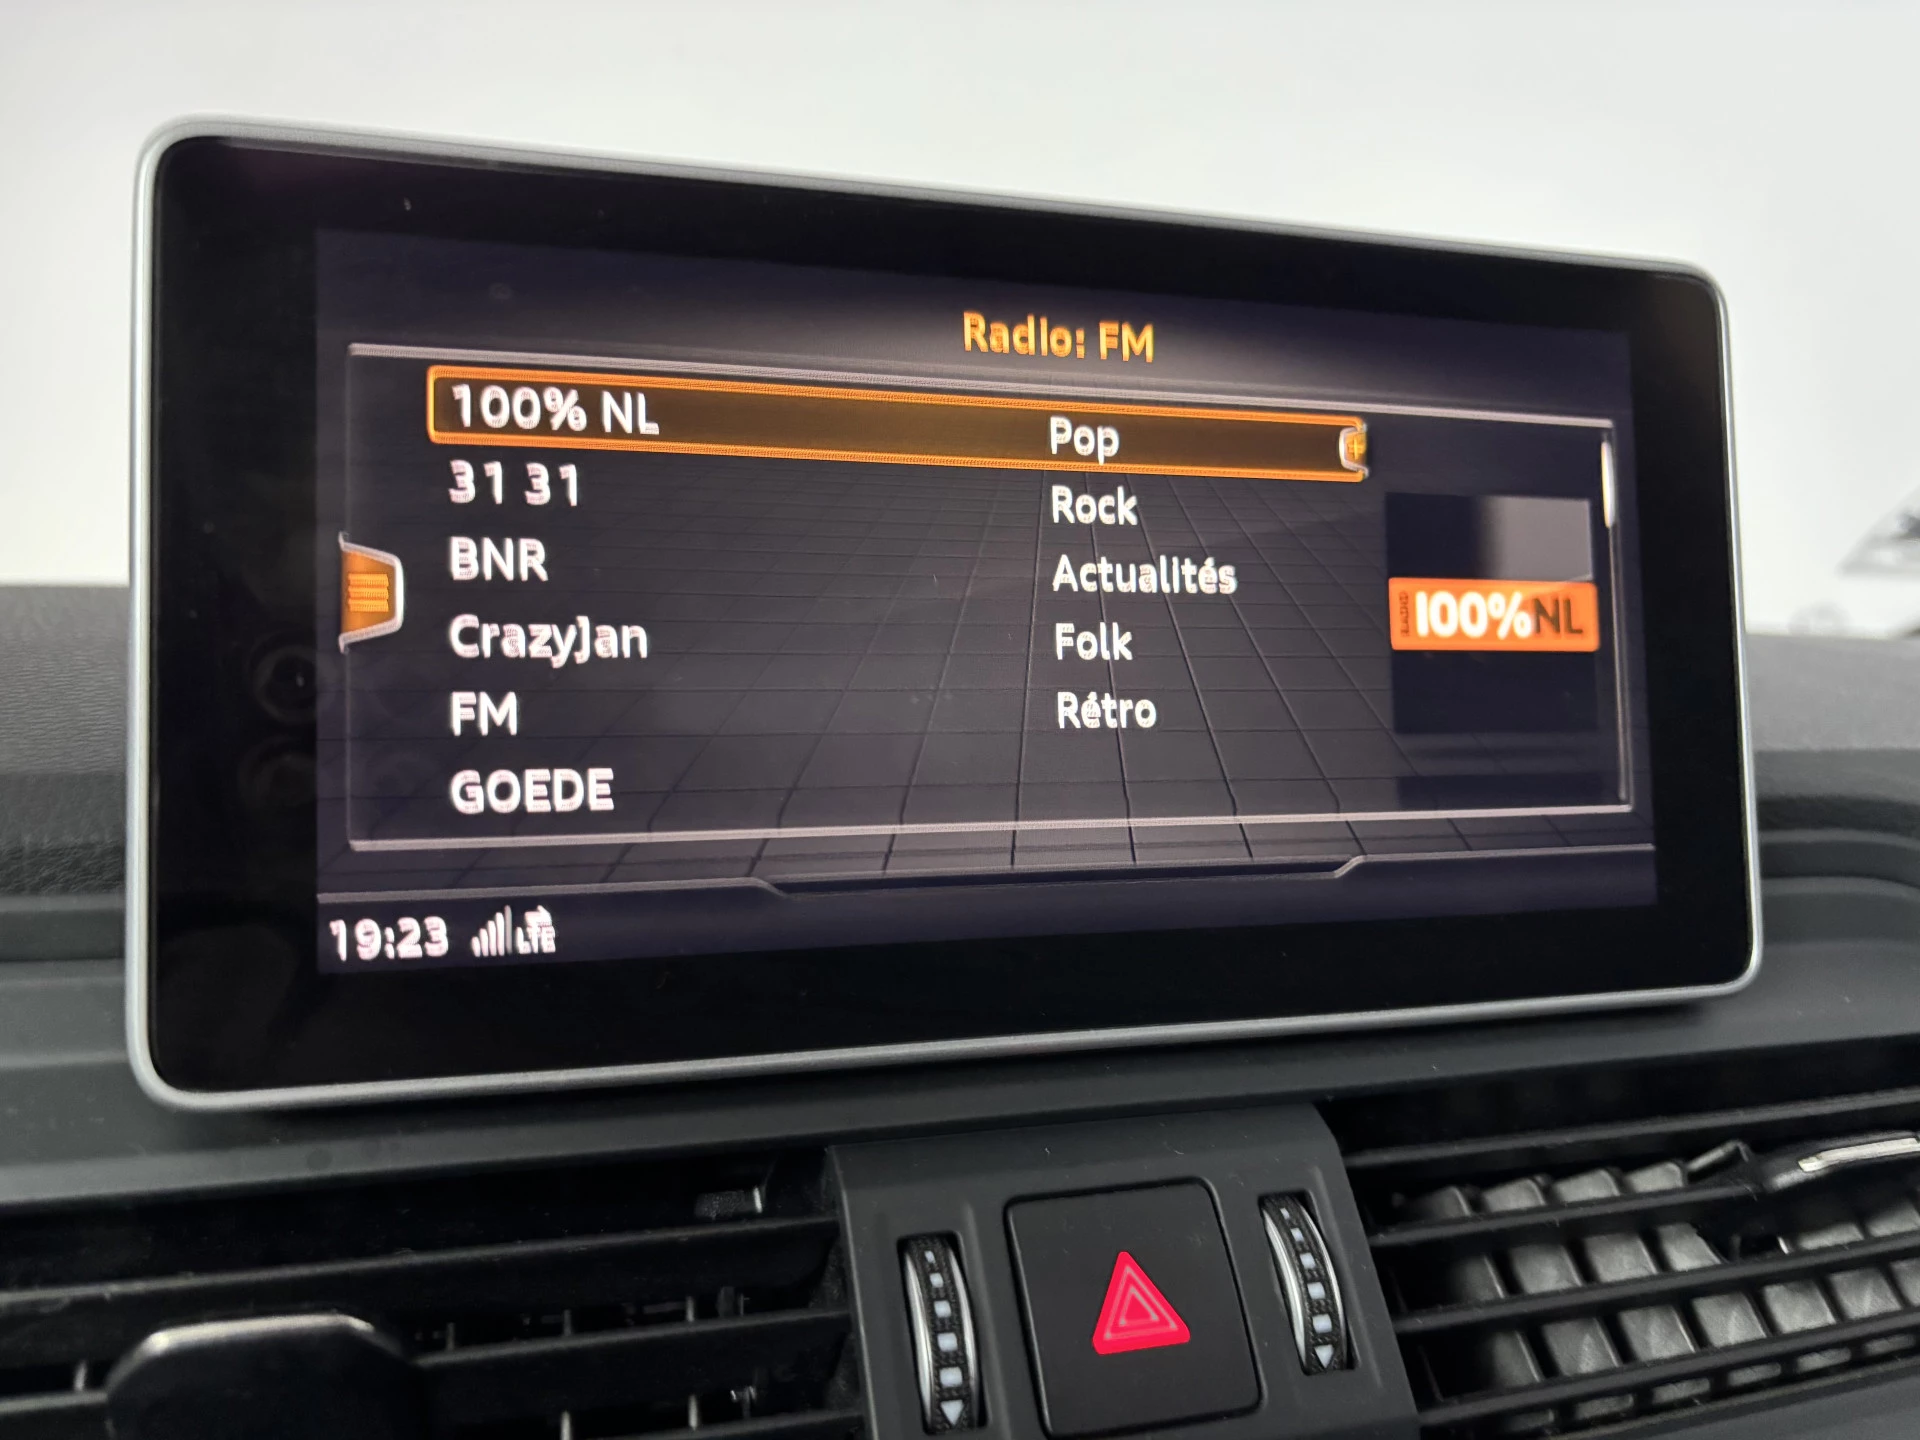 Radio: FM
100% NL Pop
31 31 Rock
BNR Actualités
CrazyJan Folk
FM Rétro
GOEDE
100%NL
19:23 LTE